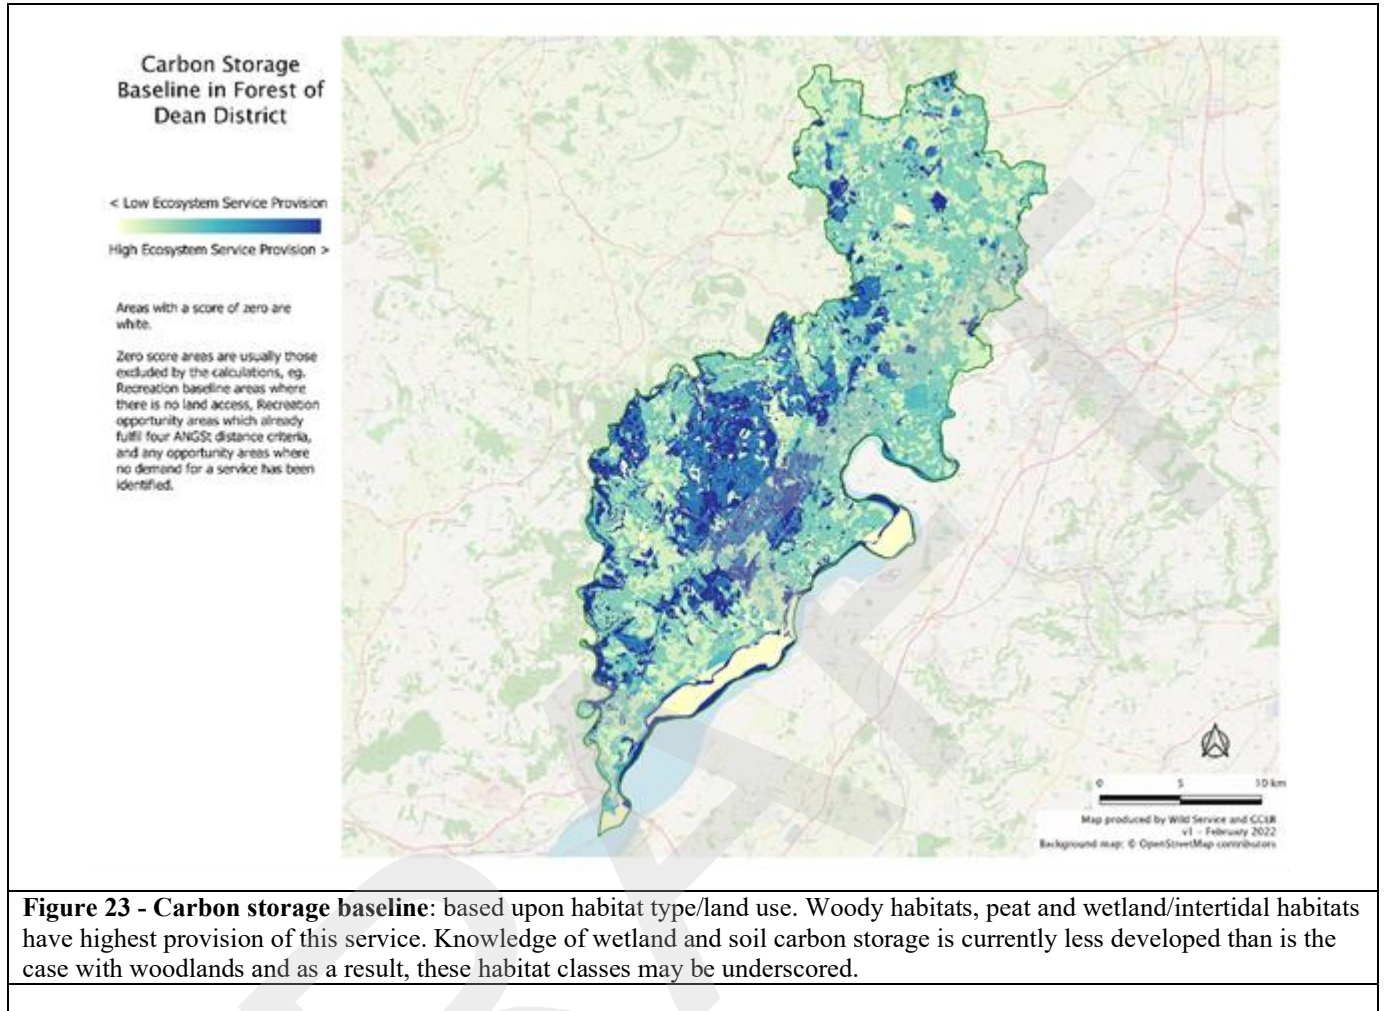 Carbon Storage
Baseline in Forest of
Dean District
< Low Ecosystem Service Provision
High Ecosystem Service Provision >
Areas with a score of zero are
white.
Zero score areas are usually those
excluded by the calculations, eg.
Recreation baseline areas where
there is no land access, Recreation
opportunity areas which already
fulfil four ANGSt distance criteria,
and any opportunity areas where
no demand for a service has been
identified.
0 5 10 km
Map produced by Wild Service and GCER
v1 - February 2022
Background map: © OpenStreetMap contributors
DRAFT
Figure 23 - Carbon storage baseline: based upon habitat type/land use. Woody habitats, peat and wetland/intertidal habitats
have highest provision of this service. Knowledge of wetland and soil carbon storage is currently less developed than is the
case with woodlands and as a result, these habitat classes may be underscored.